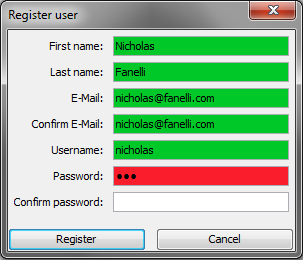 Register user
First name: Nicholas
Last name: Fanelli
E-Mail: nicholas@fanelli.com
Confirm E-Mail: nicholas@fanelli.com
Username: nicholas
Password: ●●●
Confirm password:
Register Cancel